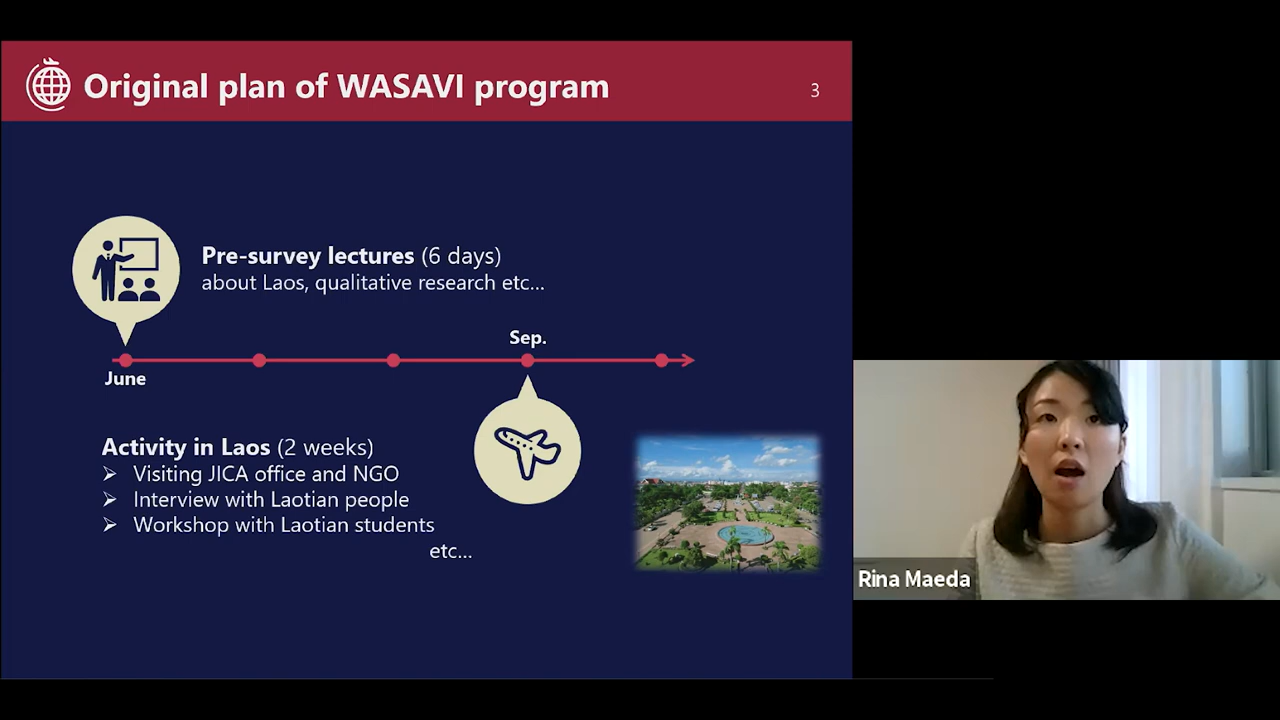 Original plan of WASAVI program
3
Pre-survey lectures (6 days)
about Laos, qualitative research etc...
Sep.
June
Activity in Laos (2 weeks)
➢ Visiting JICA office and NGO
➢ Interview with Laotian people
➢ Workshop with Laotian students
etc...
Rina Maeda